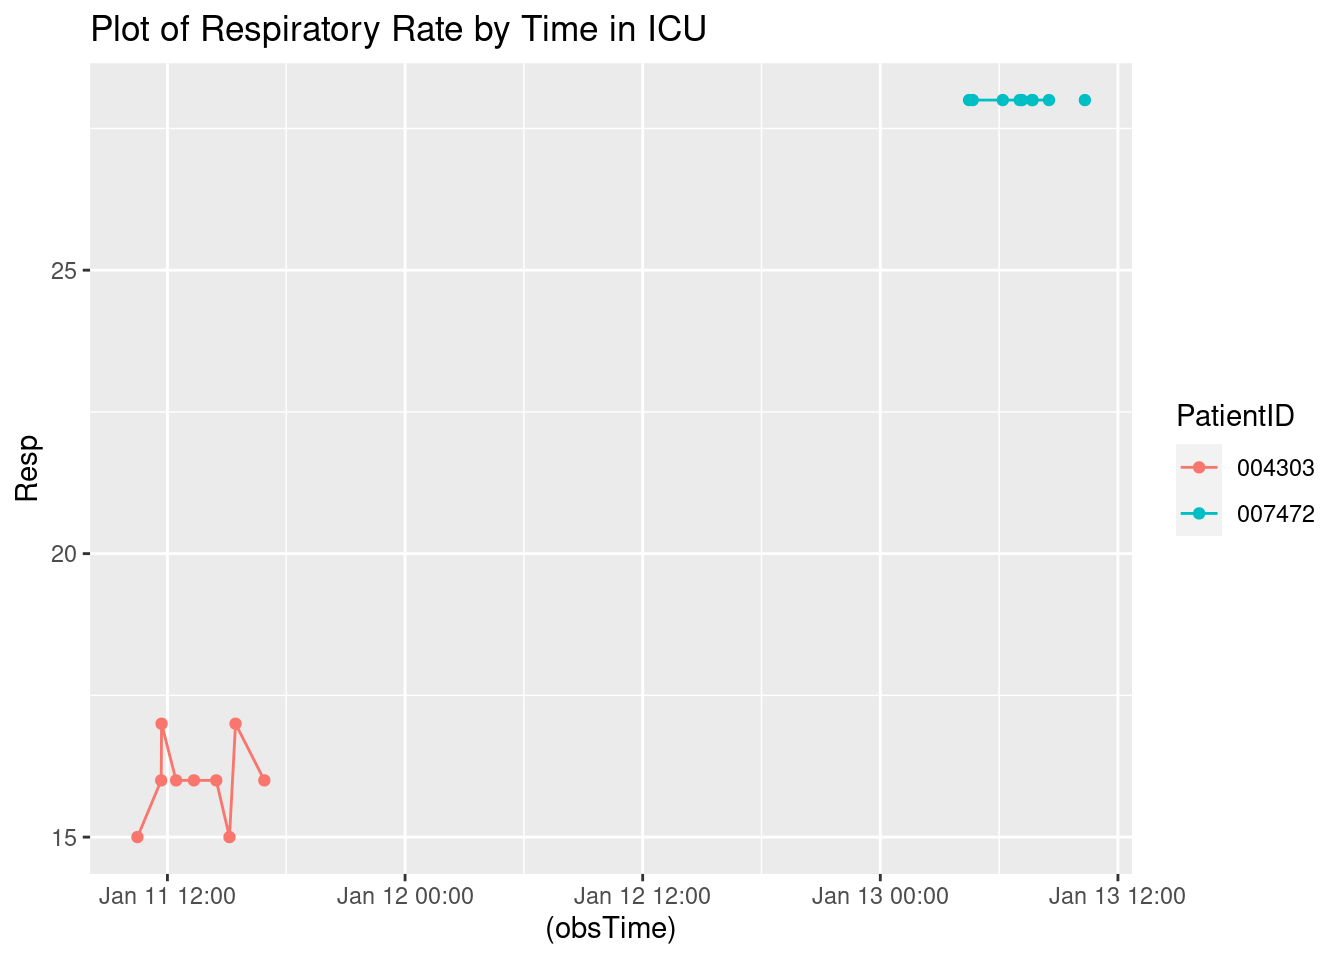 Plot of Respiratory Rate by Time in ICU
Resp
25
20
15
Jan 11 12:00
Jan 12 00:00
Jan 12 12:00
Jan 13 00:00
Jan 13 12:00
(obsTime)
PatientID
004303
007472